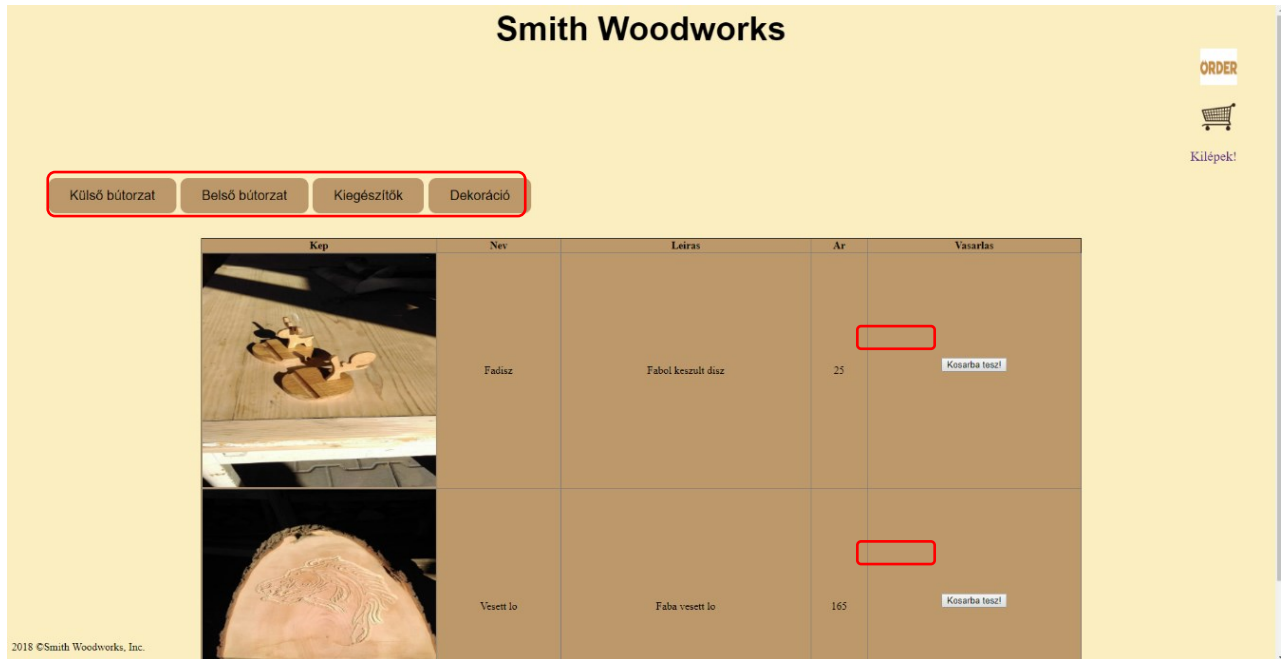 Smith Woodworks
ORDER
Kilépek!
Külső bútorzat Belső bútorzat Kiegészítők Dekoráció
Kep Nev Leiras Ar Vasarlas
Fadisz Fabol keszult disz 25 Kosarba tesz!
Vesett lo Faba vesett lo 165 Kosarba tesz!
2018 ©Smith Woodworks, Inc.